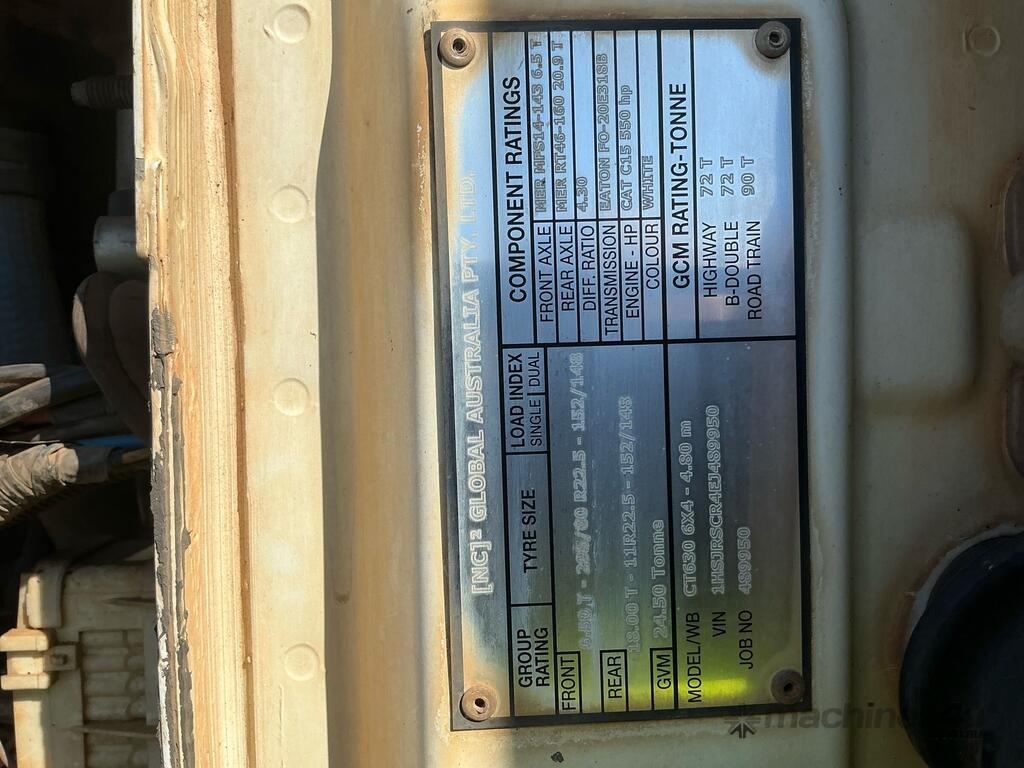 [NC]² GLOBAL AUSTRALIA PTY. LTD.
GROUP RATING TYRE SIZE LOAD INDEX SINGLE DUAL
FRONT 6.50 T - 295/80 R22.5 - 152/148
REAR 18.00 T - 11R22.5 - 152/148
GVM 24.50 Tonne
MODEL/WB CT630 6X4 - 4.80 m
VIN 1HSJRSCR4EJ489950
JOB NO 489950
COMPONENT RATINGS
FRONT AXLE MER MFS14-143 6.5 T
REAR AXLE MER RT46-160 20.9 T
DIFF. RATIO 4.30
TRANSMISSION EATON FO-20E318B
ENGINE - HP CAT C15 550 hp
COLOUR WHITE
GCM RATING-TONNE
HIGHWAY 72 T
B-DOUBLE 72 T
ROAD TRAIN 90 T